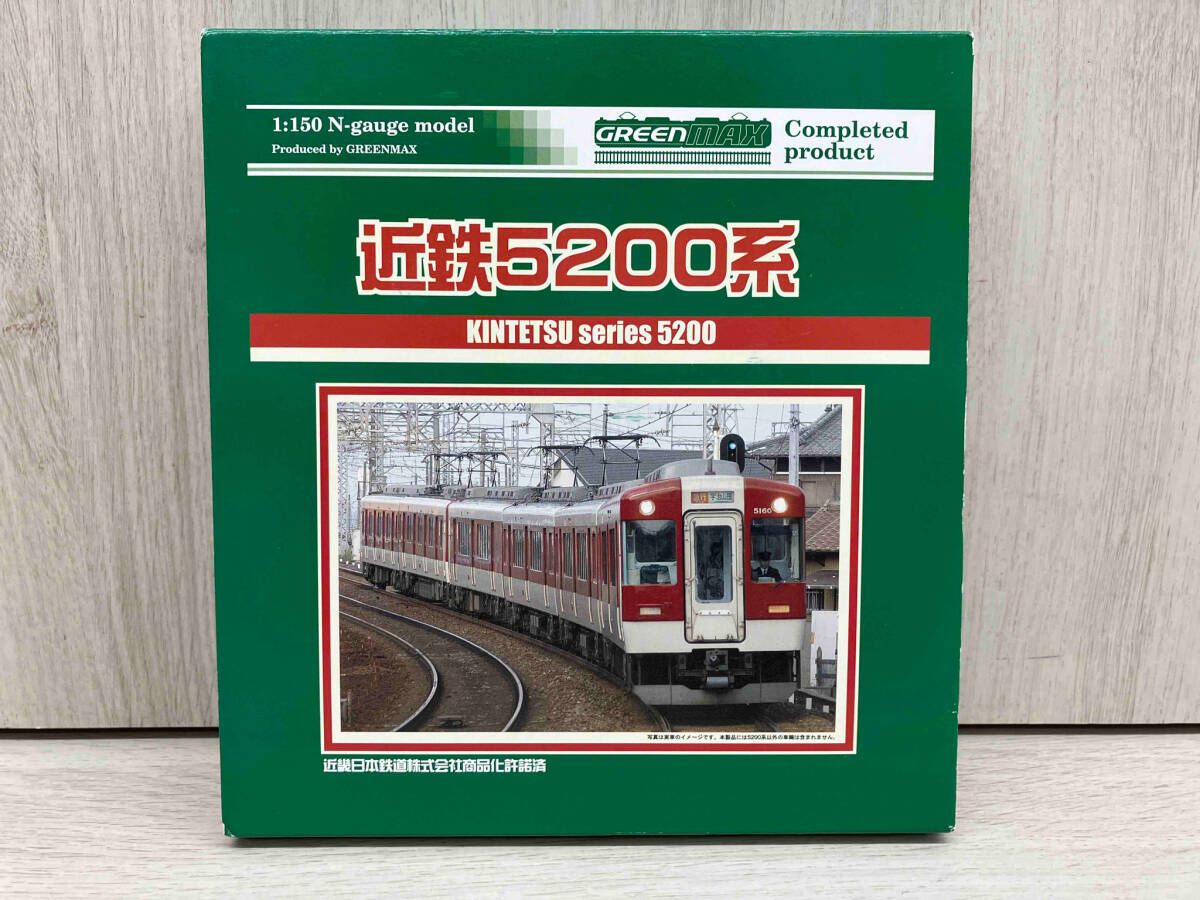 1:150 N-gauge model
Produced by GREENMAX
GREENMAX
Completed
product
近鉄5200系
KINTETSU series 5200
急行
5160
写真は実車のイメージです。本製品には5200系以外の車輌は含まれません。
近畿日本鉄道株式会社商品化許諾済